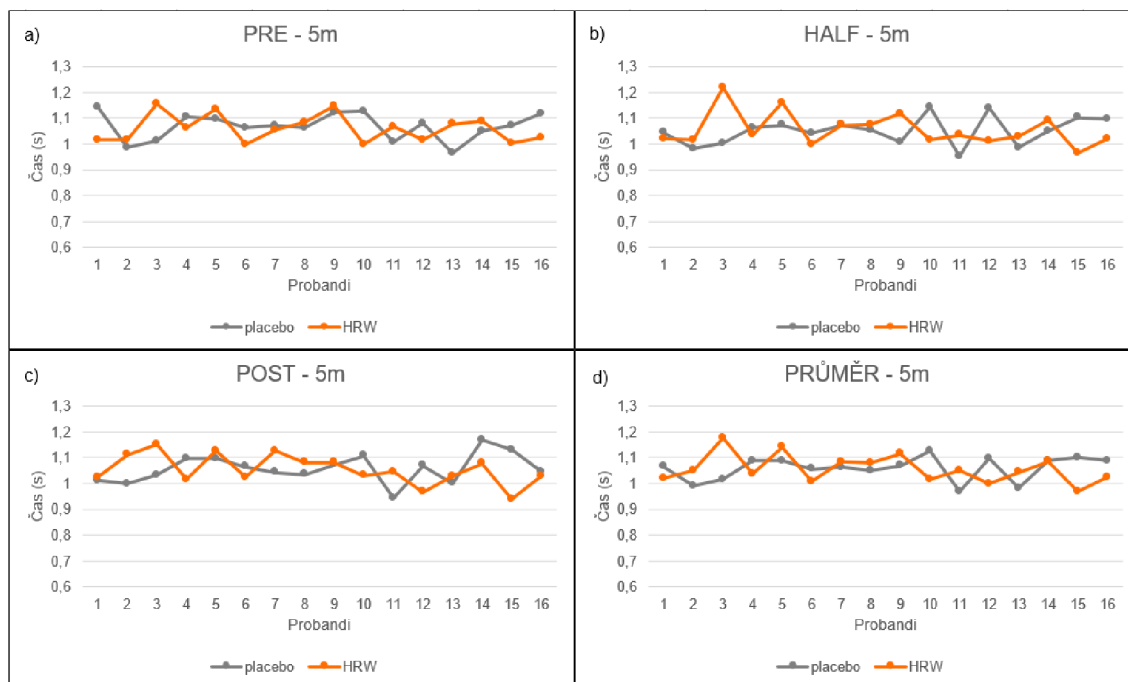 a)
PRE - 5m
Čas (s)
1,3
1,2
1,1
1
0,9
0,8
0,7
0,6
1 2 3 4 5 6 7 8 9 10 11 12 13 14 15 16
Probandi
placebo HRW
b)
HALF - 5m
Čas (s)
1,3
1,2
1,1
1
0,9
0,8
0,7
0,6
1 2 3 4 5 6 7 8 9 10 11 12 13 14 15 16
Probandi
placebo HRW
c)
POST - 5m
Čas (s)
1,3
1,2
1,1
1
0,9
0,8
0,7
0,6
1 2 3 4 5 6 7 8 9 10 11 12 13 14 15 16
Probandi
placebo HRW
d)
PRŮMĚR - 5m
Čas (s)
1,3
1,2
1,1
1
0,9
0,8
0,7
0,6
1 2 3 4 5 6 7 8 9 10 11 12 13 14 15 16
Probandi
placebo HRW